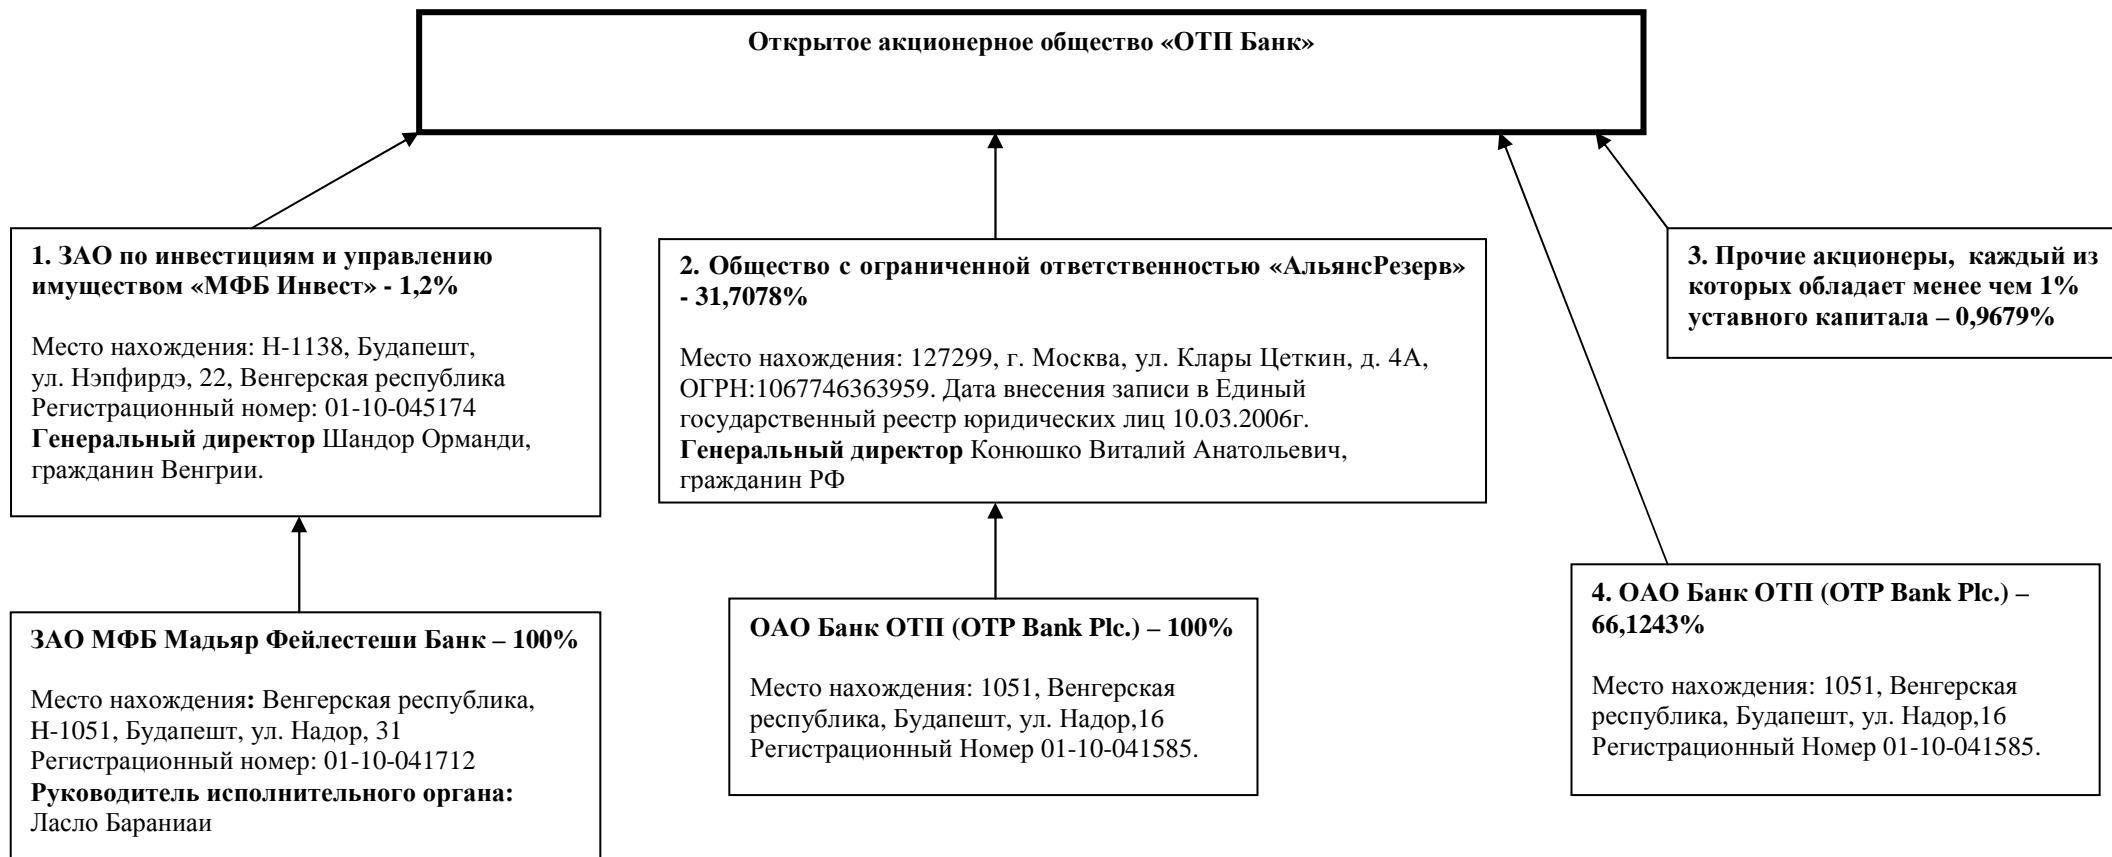 Открытое акционерное общество «ОТП Банк»
1. ЗАО по инвестициям и управлению
имуществом «МФБ Инвест» - 1,2%
Место нахождения: Н-1138, Будапешт,
ул. Нэпфирдэ, 22, Венгерская республика
Регистрационный номер: 01-10-045174
Генеральный директор Шандор Орманди,
гражданин Венгрии.
2. Общество с ограниченной ответственностью «АльянсРезерв»
- 31,7078%
Место нахождения: 127299, г. Москва, ул. Клары Цеткин, д. 4А,
ОГРН:1067746363959. Дата внесения записи в Единый
государственный реестр юридических лиц 10.03.2006г.
Генеральный директор Конюшко Виталий Анатольевич,
гражданин РФ
3. Прочие акционеры, каждый из
которых обладает менее чем 1%
уставного капитала – 0,9679%
ЗАО МФБ Мадьяр Фейлестеши Банк – 100%
Место нахождения: Венгерская республика,
Н-1051, Будапешт, ул. Надор, 31
Регистрационный номер: 01-10-041712
Руководитель исполнительного органа:
Ласло Бараниаи
ОАО Банк ОТП (OTP Bank Plc.) – 100%
Место нахождения: 1051, Венгерская
республика, Будапешт, ул. Надор,16
Регистрационный Номер 01-10-041585.
4. ОАО Банк ОТП (OTP Bank Plc.) –
66,1243%
Место нахождения: 1051, Венгерская
республика, Будапешт, ул. Надор,16
Регистрационный Номер 01-10-041585.